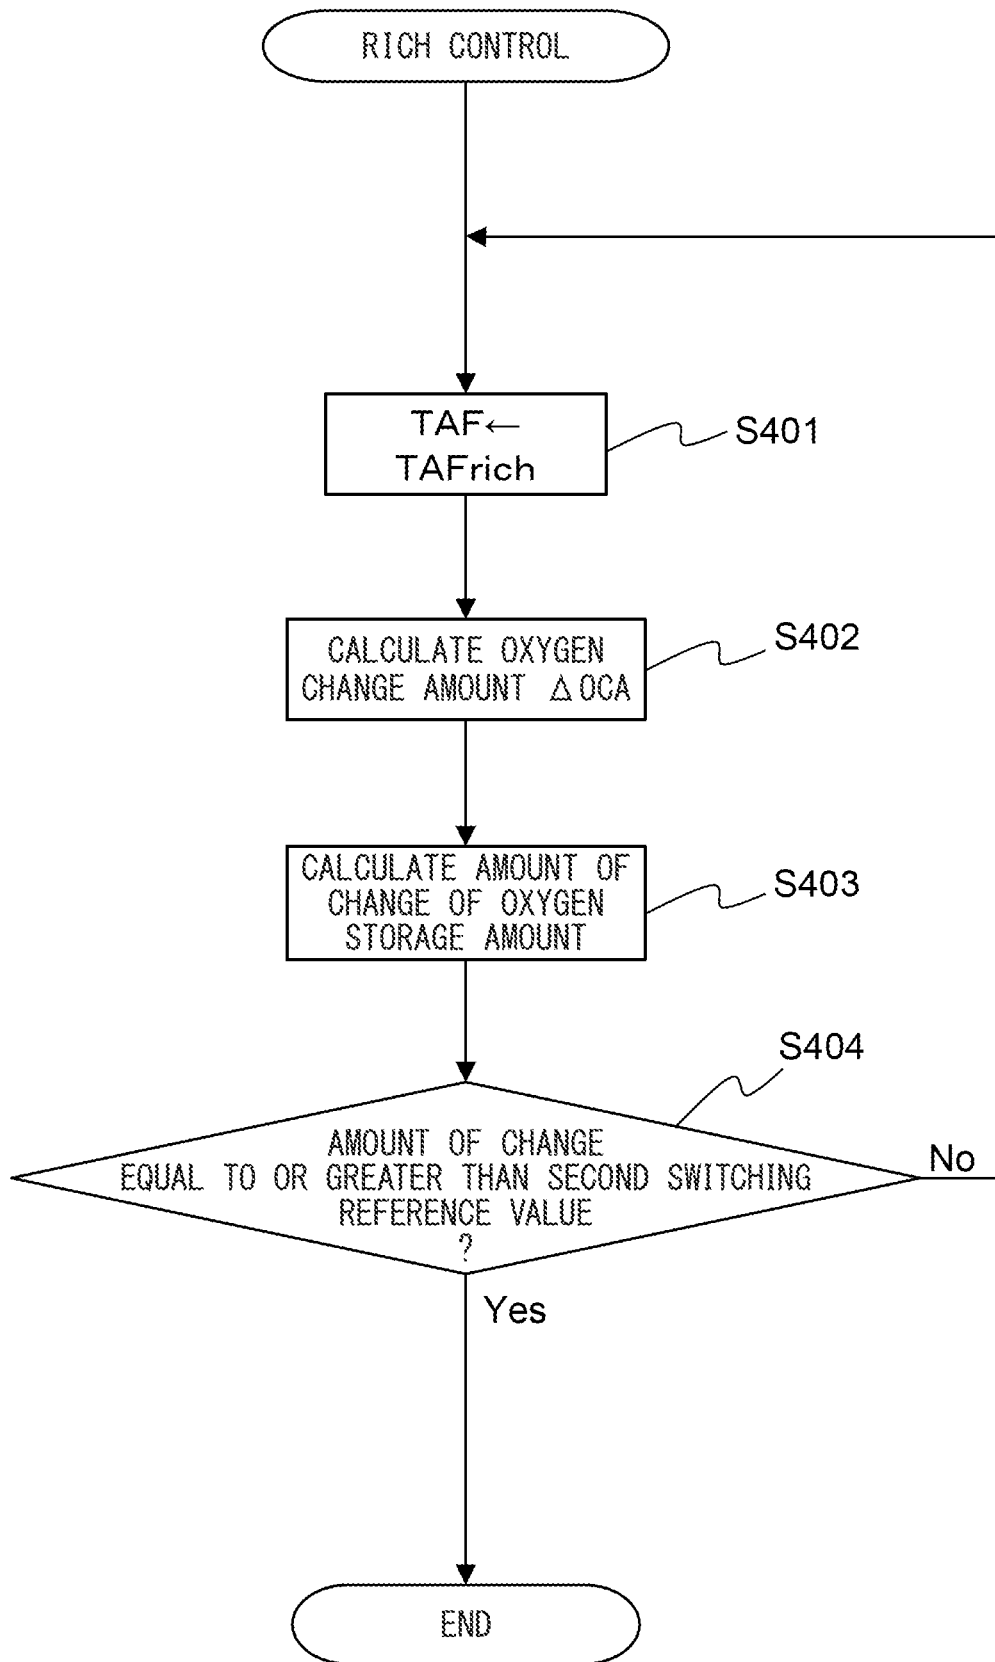 RICH CONTROL
TAF←
TAFrich
S401
CALCULATE OXYGEN
CHANGE AMOUNT △OCA
S402
CALCULATE AMOUNT OF
CHANGE OF OXYGEN
STORAGE AMOUNT
S403
S404
AMOUNT OF CHANGE
EQUAL TO OR GREATER THAN SECOND SWITCHING
REFERENCE VALUE
?
No
Yes
END